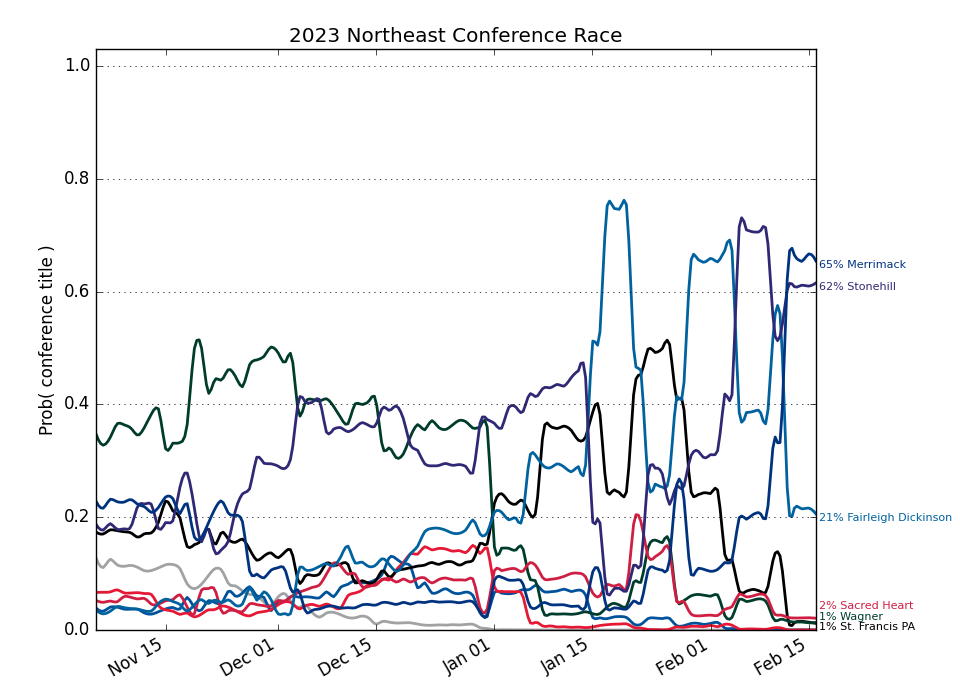 2023 Northeast Conference Race
Prob( conference title )
1.0
0.8
0.6
0.4
0.2
0.0
65% Merrimack
62% Stonehill
21% Fairleigh Dickinson
2% Sacred Heart
1% Wagner
1% St. Francis PA
Nov 15
Dec 01
Dec 15
Jan 01
Jan 15
Feb 01
Feb 15